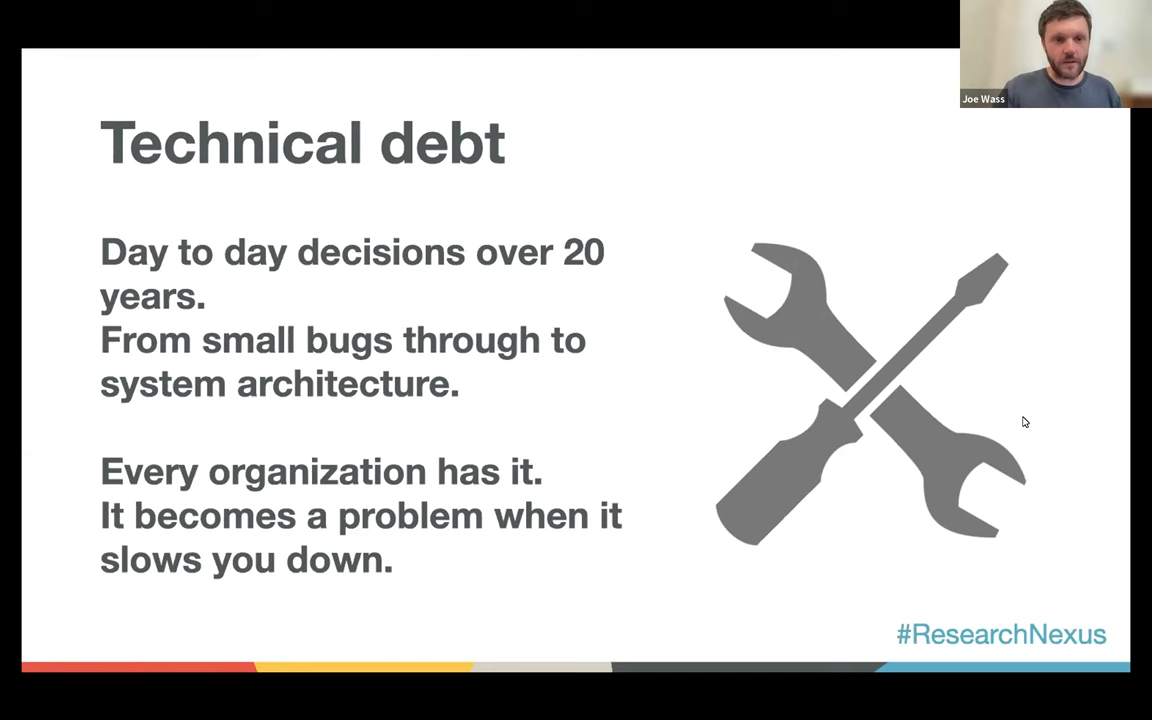 Joe Wass
Technical debt
Day to day decisions over 20
years.
From small bugs through to
system architecture.
Every organization has it.
It becomes a problem when it
slows you down.
#ResearchNexus